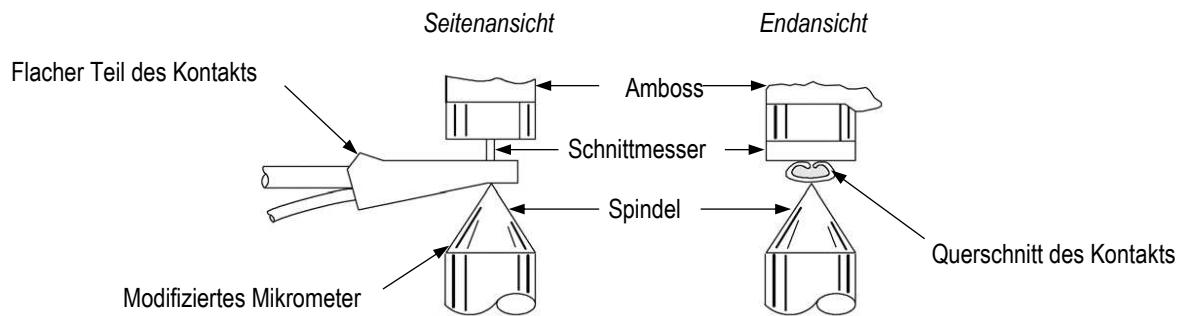 Seitenansicht
Endansicht
Flacher Teil des Kontakts
Amboss
Schnittmesser
Spindel
Querschnitt des Kontakts
Modifiziertes Mikrometer